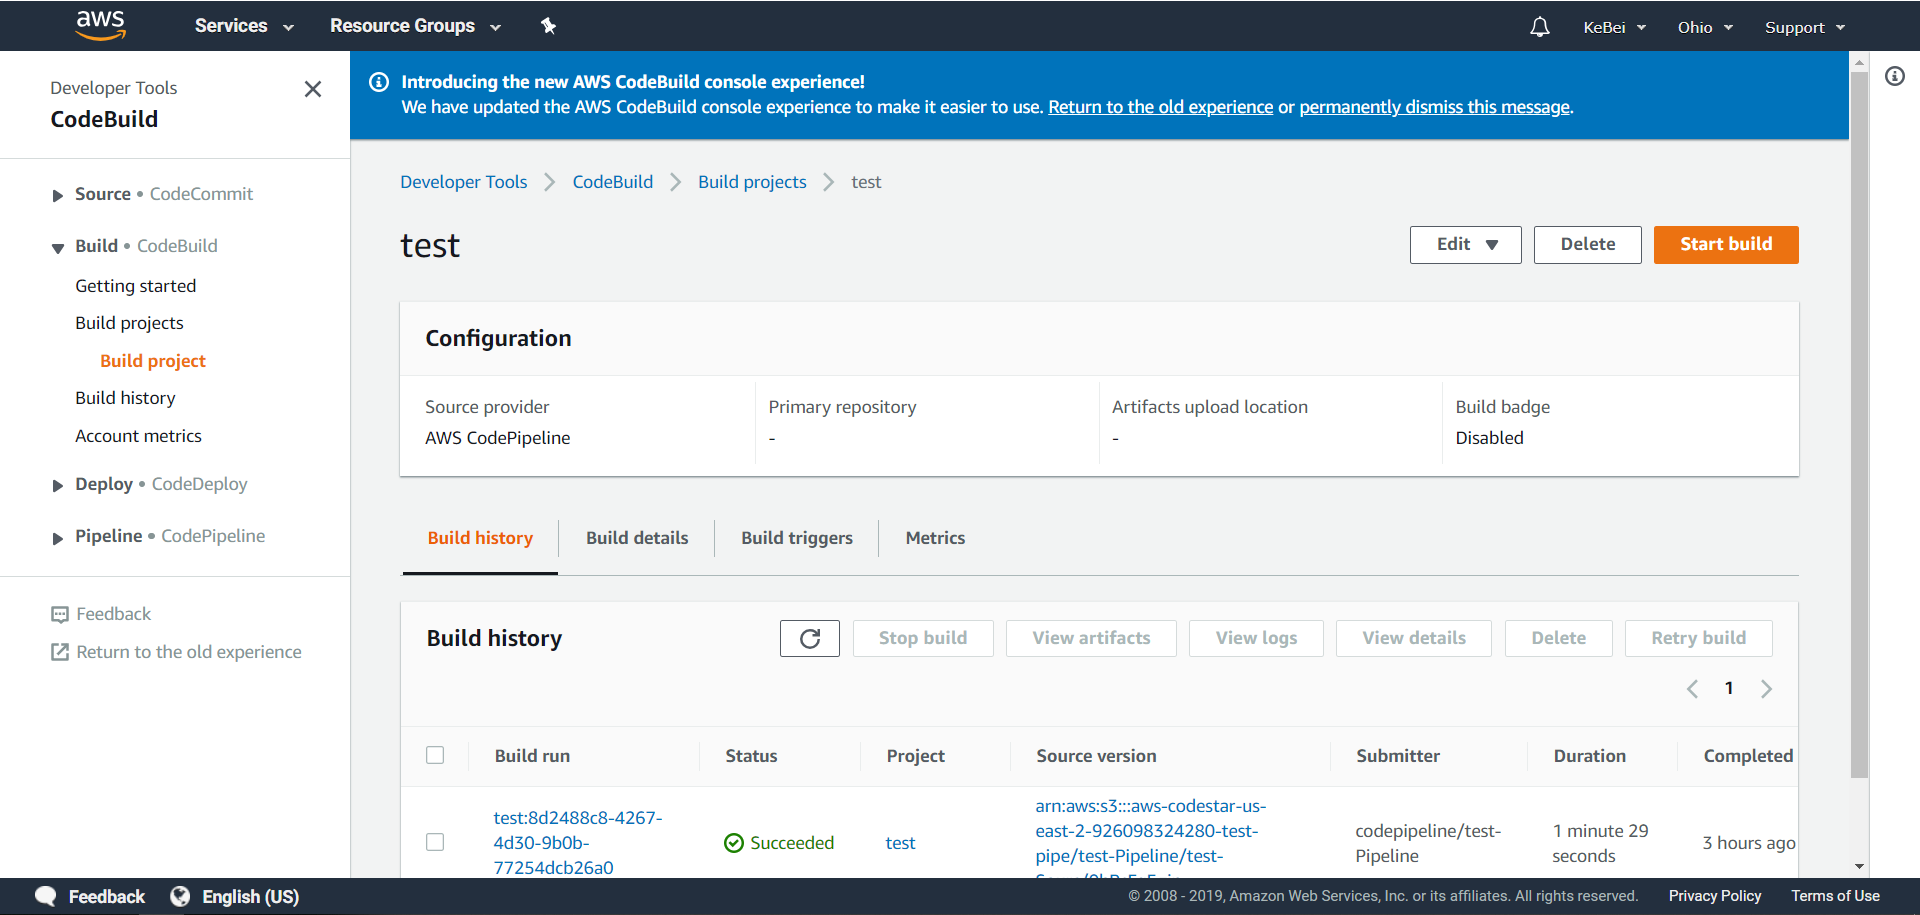 aws Services Resource Groups KeBei Ohio Support
Developer Tools
CodeBuild
Source • CodeCommit
Build • CodeBuild
Getting started
Build projects
Build project
Build history
Account metrics
Deploy • CodeDeploy
Pipeline • CodePipeline
Feedback
Return to the old experience
Introducing the new AWS CodeBuild console experience!
We have updated the AWS CodeBuild console experience to make it easier to use. Return to the old experience or permanently dismiss this message.
Developer Tools CodeBuild Build projects test
test
Edit Delete Start build
Configuration
Source provider
AWS CodePipeline
Primary repository
-
Artifacts upload location
-
Build badge
Disabled
Build history Build details Build triggers Metrics
Build history
Stop build View artifacts View logs View details Delete Retry build
1
Build run Status Project Source version Submitter Duration Completed
test:8d2488c8-4267-
4d30-9b0b-
77254dcb26a0
Succeeded
test
arn:aws:s3:::aws-codestar-us-
east-2-926098324280-test-
pipe/test-Pipeline/test-
codepipeline/test-
Pipeline
1 minute 29
seconds
3 hours ago
Feedback English (US)
© 2008 - 2019, Amazon Web Services, Inc. or its affiliates. All rights reserved. Privacy Policy Terms of Use